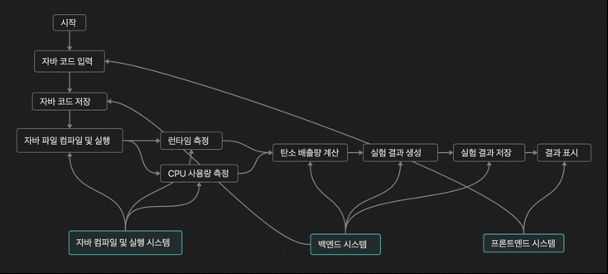 시작
자바 코드 입력
자바 코드 저장
자바 파일 컴파일 및 실행
런타임 측정
CPU 사용량 측정
탄소 배출량 계산
실험 결과 생성
실험 결과 저장
결과 표시
자바 컴파일 및 실행 시스템
백엔드 시스템
프론트엔드 시스템